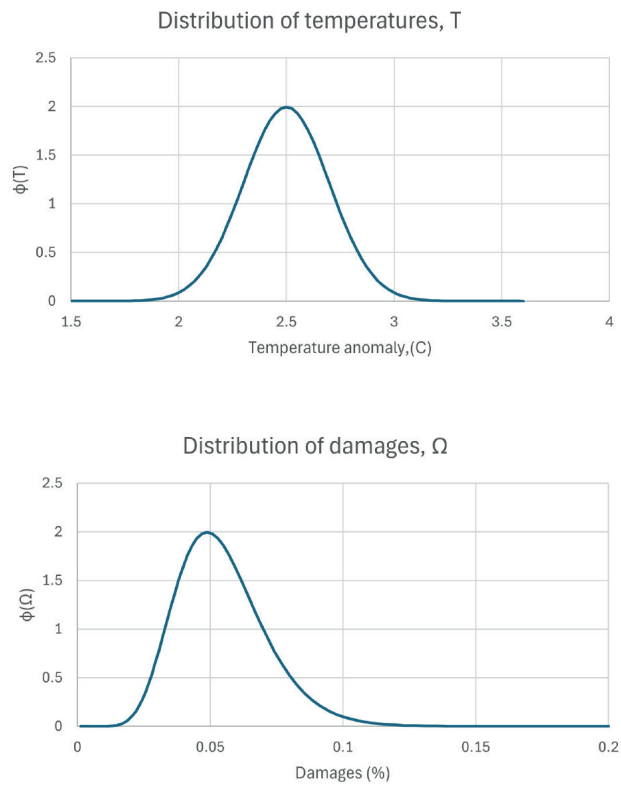 Distribution of temperatures, T
2.5
2
1.5
1
0.5
0
ϕ(T)
1.5 2 2.5 3 3.5 4
Temperature anomaly,(C)
Distribution of damages, Ω
2.5
2
1.5
1
0.5
0
ϕ(Ω)
0 0.05 0.1 0.15 0.2
Damages (%)